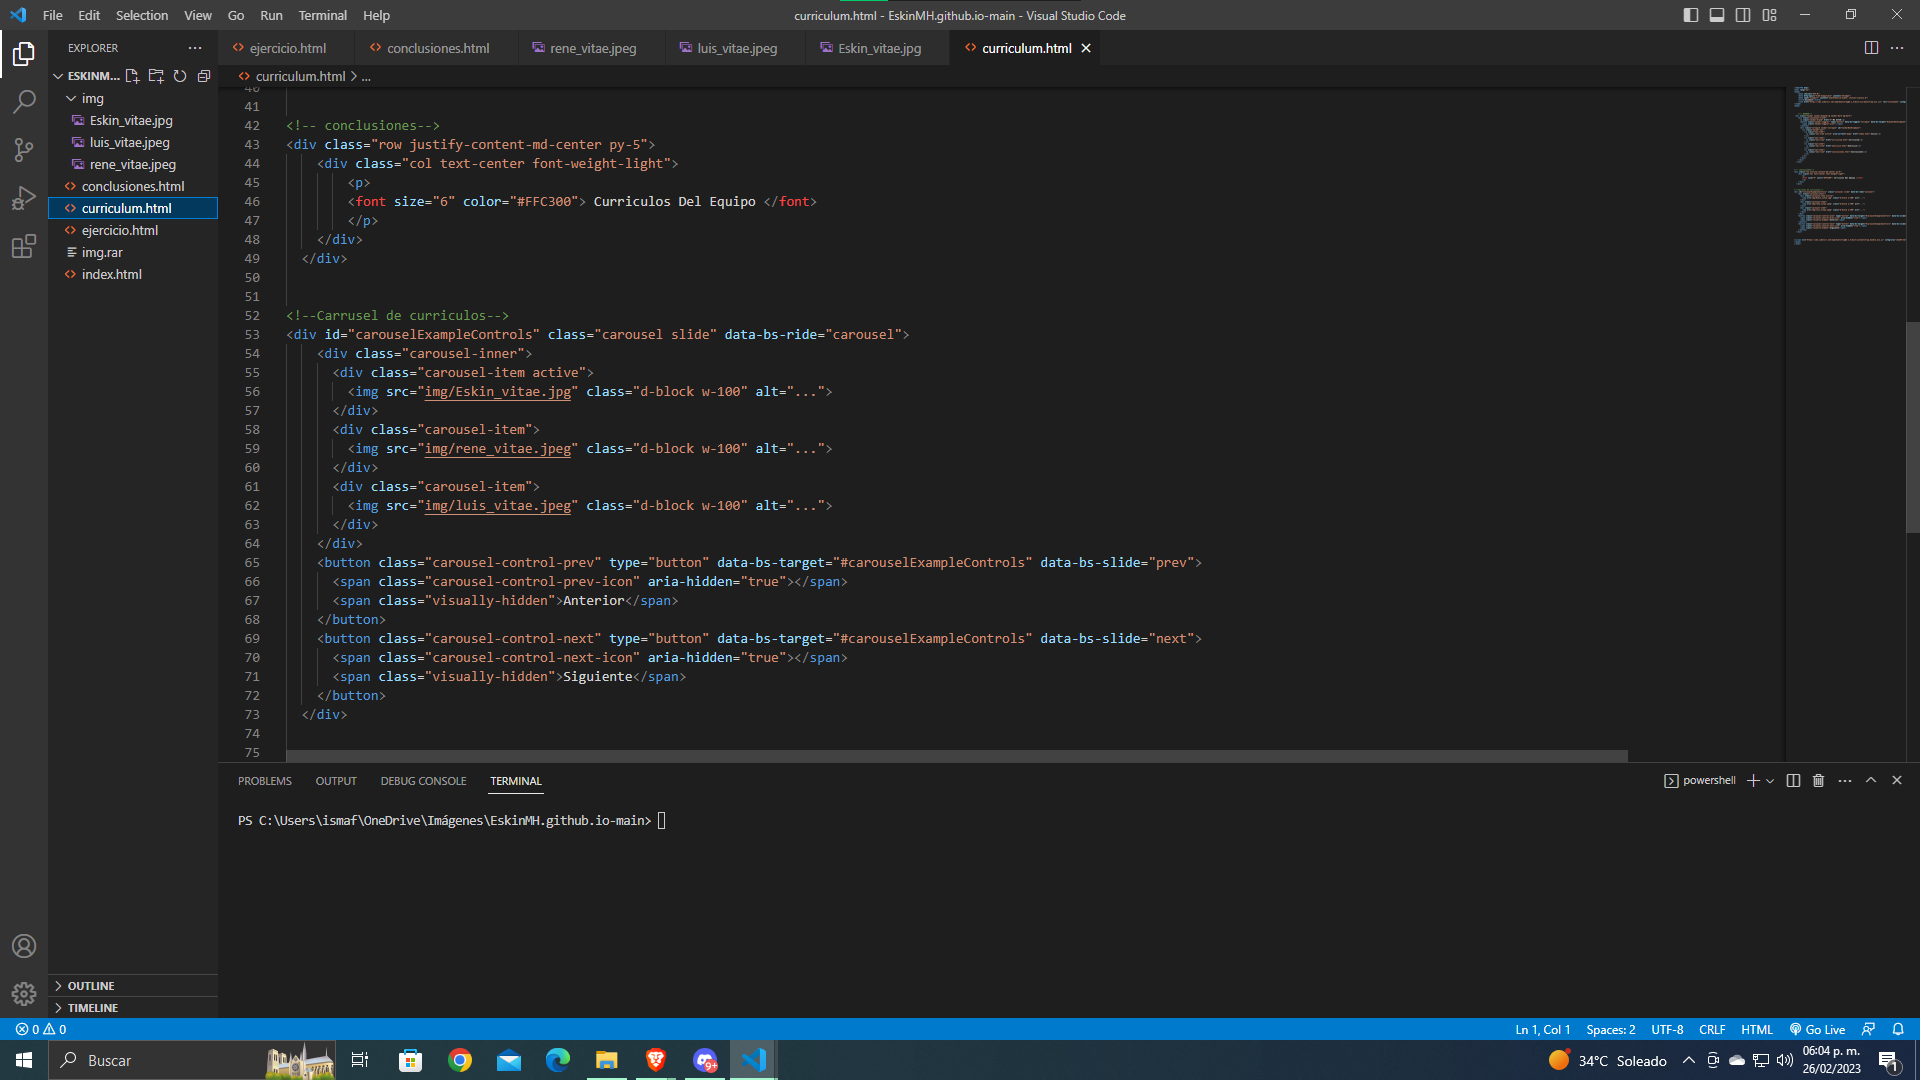 File Edit Selection View Go Run Terminal Help
curriculum.html - EskinMH.github.io-main - Visual Studio Code
EXPLORER
ejercicio.html
conclusiones.html
rene_vitae.jpeg
luis_vitae.jpeg
Eskin_vitae.jpg
curriculum.html
ESKINM...
curriculum.html > ...
img
Eskin_vitae.jpg
luis_vitae.jpeg
rene_vitae.jpeg
conclusiones.html
curriculum.html
ejercicio.html
img.rar
index.html
40
41
42 <!-- conclusiones-->
43 <div class="row justify-content-md-center py-5">
44 <div class="col text-center font-weight-light">
45 <p>
46 <font size="6" color="#FFC300"> Curriculos Del Equipo </font>
47 </p>
48 </div>
49 </div>
50
51
52 <!--Carrusel de curriculos-->
53 <div id="carouselExampleControls" class="carousel slide" data-bs-ride="carousel">
54 <div class="carousel-inner">
55 <div class="carousel-item active">
56 <img src="img/Eskin_vitae.jpg" class="d-block w-100" alt="...">
57 </div>
58 <div class="carousel-item">
59 <img src="img/rene_vitae.jpeg" class="d-block w-100" alt="...">
60 </div>
61 <div class="carousel-item">
62 <img src="img/luis_vitae.jpeg" class="d-block w-100" alt="...">
63 </div>
64 </div>
65 <button class="carousel-control-prev" type="button" data-bs-target="#carouselExampleControls" data-bs-slide="prev">
66 <span class="carousel-control-prev-icon" aria-hidden="true"></span>
67 <span class="visually-hidden">Anterior</span>
68 </button>
69 <button class="carousel-control-next" type="button" data-bs-target="#carouselExampleControls" data-bs-slide="next">
70 <span class="carousel-control-next-icon" aria-hidden="true"></span>
71 <span class="visually-hidden">Siguiente</span>
72 </button>
73 </div>
74
75
PROBLEMS OUTPUT DEBUG CONSOLE TERMINAL
powershell
PS C:\Users\ismaf\OneDrive\Imágenes\EskinMH.github.io-main>
OUTLINE
TIMELINE
0 0
Ln 1, Col 1 Spaces: 2 UTF-8 CRLF HTML Go Live
Buscar
9+
34°C Soleado
06:04 p. m.
26/02/2023
1